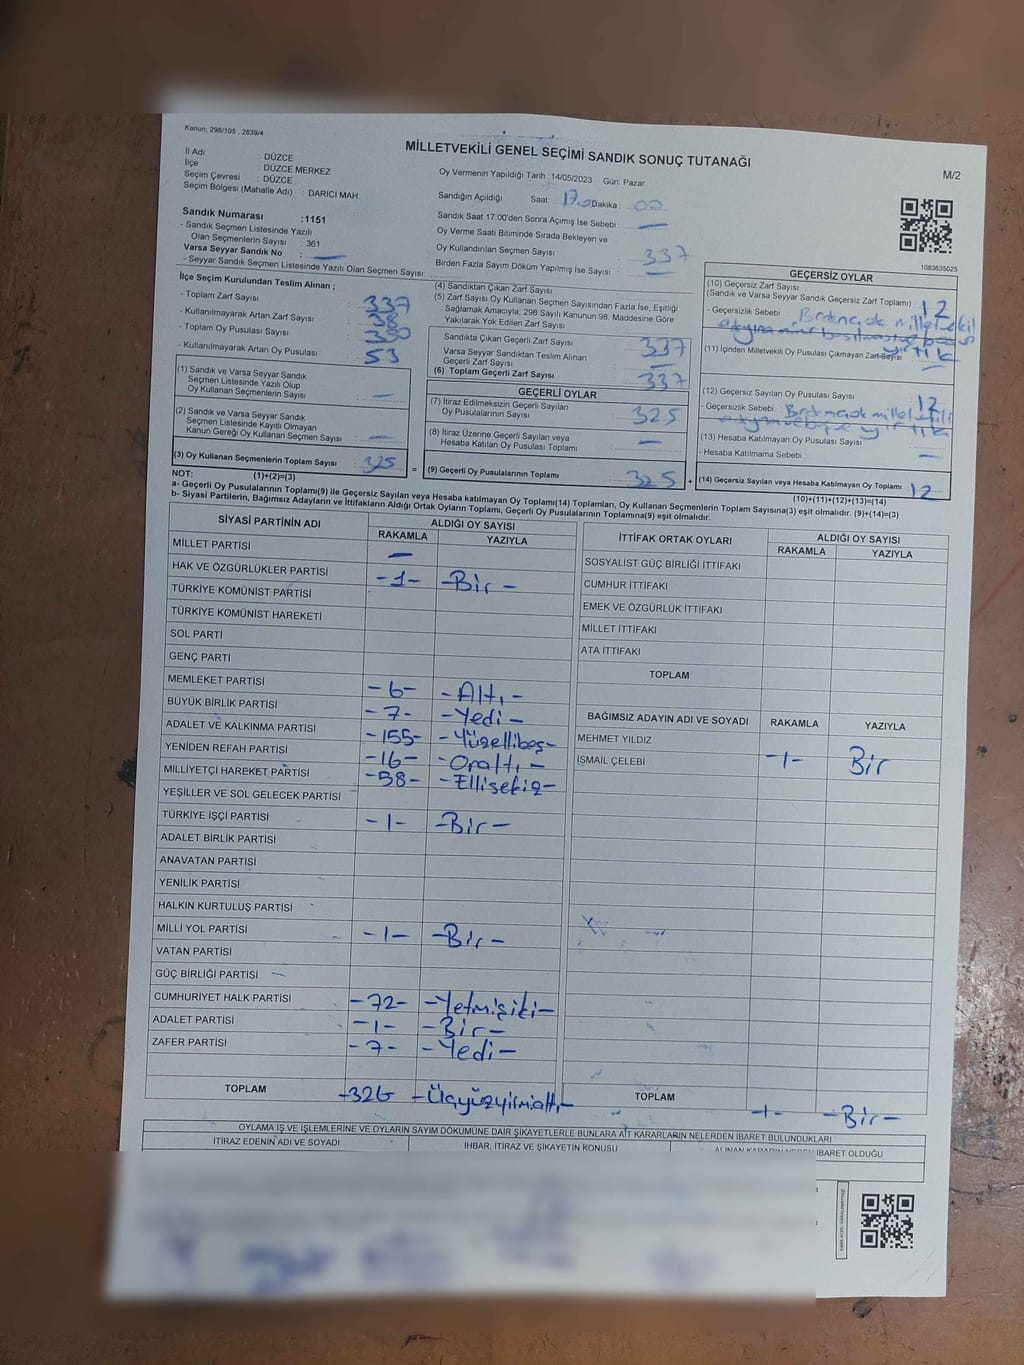 Kanun; 298/105 , 2839/4
MİLLETVEKİLİ GENEL SEÇİMİ SANDIK SONUÇ TUTANAĞI
M/2
İl Adı : DÜZCE
İlçe : DÜZCE MERKEZ
Seçim Çevresi : DÜZCE
Seçim Bölgesi (Mahalle Adı) : DARICI MAH.
Oy Vermenin Yapıldığı Tarih :14/05/2023 Gün: Pazar
Sandığın Açıldığı Saat 17.0 Dakika 00
Sandık Saat 17.00'den Sonra Açımış İse Sebebi : —
Oy Verme Saati Bitiminde Sırada Bekleyen ve
Oy Kullandırılan Seçmen Sayısı : 337
Birden Fazla Sayım Döküm Yapılmış İse Sayısı : —
Sandık Numarası :1151
- Sandık Seçmen Listesinde Yazılı
Olan Seçmenlerin Sayısı : 361
Varsa Seyyar Sandık No : —
- Seyyar Sandık Seçmen Listesinde Yazılı Olan Seçmen Sayısı:
1083635025
İlçe Seçim Kurulundan Teslim Alınan ;
- Toplam Zarf Sayısı : 337
- Kullanılmayarak Artan Zarf Sayısı :
- Toplam Oy Pusulası Sayısı :
- Kullanılmayarak Artan Oy Pusulası : 53
(1) Sandık ve Varsa Seyyar Sandık
Seçmen Listesinde Yazılı Olup
Oy Kullanan Seçmenlerin Sayısı : —
(2) Sandık ve Varsa Seyyar Sandık
Seçmen Listesinde Kayıtlı Olmayan
Kanun Gereği Oy Kullanan Seçmen Sayısı : —
(3) Oy Kullanan Seçmenlerin Toplam Sayısı : 325
(4) Sandıktan Çıkan Zarf Sayısı
(5) Zarf Sayısı Oy Kullanan Seçmen Sayısından Fazla İse, Eşitliği
Sağlamak Amacıyla, 298 Sayılı Kanunun 98. Maddesine Göre
Yakılarak Yok Edilen Zarf Sayısı :
Sandıkta Çıkan Geçerli Zarf Sayısı : 337
Varsa Seyyar Sandıktan Teslim Alınan
Geçerli Zarf Sayısı : —
(6) Toplam Geçerli Zarf Sayısı : 337
GEÇERLİ OYLAR
(7) İtiraz Edilmeksizin Geçerli Sayılan
Oy Pusulalarının Sayısı : 325
(8) İtiraz Üzerine Geçerli Sayılan veya
Hesaba Katılan Oy Pusulası Toplamı : —
= (9) Geçerli Oy Pusulalarının Toplamı : 325 +
GEÇERSİZ OYLAR
(10) Geçersiz Zarf Sayısı
(Sandık ve Varsa Seyyar Sandık Geçersiz Zarf Toplamı) : 12
- Geçersizlik Sebebi : Birden çok milletvekili
yırtık
(11) İçinden Milletvekili Oy Pusulası Çıkmayan Zarf Sayısı :
(12) Geçersiz Sayılan Oy Pusulası Sayısı : 12
- Geçersizlik Sebebi : Birden çok milletvekili
yırtık
(13) Hesaba Katılmayan Oy Pusulası Sayısı :
- Hesaba Katılmama Sebebi : —
(14) Geçersiz Sayılan veya Hesaba Katılmayan Oy Toplamı : 12
NOT: (1)+(2)=(3)
(10)+(11)+(12)+(13)=(14)
a- Geçerli Oy Pusulalarının Toplamı(9) ile Geçersiz Sayılan veya Hesaba katılmayan Oy Toplamı(14) Toplamları, Oy Kullanan Seçmenlerin Toplam Sayısına(3) eşit olmalıdır. (9)+(14)=(3)
b- Siyasi Partilerin, Bağımsız Adayların ve İttifakların Aldığı Ortak Oyların Toplamı, Geçerli Oy Pusulalarının Toplamına(9) eşit olmalıdır.
SİYASİ PARTİNİN ADI ALDIĞI OY SAYISI
RAKAMLA YAZIYLA
MİLLET PARTİSİ —
HAK VE ÖZGÜRLÜKLER PARTİSİ -1- -Bir-
TÜRKİYE KOMÜNİST PARTİSİ
TÜRKİYE KOMÜNİST HAREKETİ
SOL PARTİ
GENÇ PARTİ
MEMLEKET PARTİSİ -6- -Altı-
BÜYÜK BİRLİK PARTİSİ -7- -Yedi-
ADALET VE KALKINMA PARTİSİ -155- -Yüzellibeş-
YENİDEN REFAH PARTİSİ -16- -Onaltı-
MİLLİYETÇİ HAREKET PARTİSİ -58- -Ellisekiz-
YEŞİLLER VE SOL GELECEK PARTİSİ
TÜRKİYE İŞÇİ PARTİSİ -1- -Bir-
ADALET BİRLİK PARTİSİ
ANAVATAN PARTİSİ
YENİLİK PARTİSİ
HALKIN KURTULUŞ PARTİSİ
MİLLİ YOL PARTİSİ -1- -Bir-
VATAN PARTİSİ
GÜÇ BİRLİĞİ PARTİSİ
CUMHURİYET HALK PARTİSİ -72- -Yetmişiki-
ADALET PARTİSİ -1- -Bir-
ZAFER PARTİSİ -7- -Yedi-
TOPLAM -326 -Üçyüzyirmialtı-
İTTİFAK ORTAK OYLARI ALDIĞI OY SAYISI
RAKAMLA YAZIYLA
SOSYALİST GÜÇ BİRLİĞİ İTTİFAKI
CUMHUR İTTİFAKI
EMEK VE ÖZGÜRLÜK İTTİFAKI
MİLLET İTTİFAKI
ATA İTTİFAKI
TOPLAM
BAĞIMSIZ ADAYIN ADI VE SOYADI RAKAMLA YAZIYLA
MEHMET YILDIZ
İSMAİL ÇELEBİ -1- Bir
TOPLAM -1- -Bir-
OYLAMA İŞ VE İŞLEMLERİNE VE OYLARIN SAYIM DÖKÜMÜNE DAİR ŞİKAYETLERLE BUNLARA AİT KARARLARIN NELERDEN İBARET BULUNDUKLARI
İTİRAZ EDENİN ADI VE SOYADI İHBAR, İTİRAZ VE ŞİKAYETİN KONUSU ALINAN KARARIN NEDEN İBARET OLDUĞU